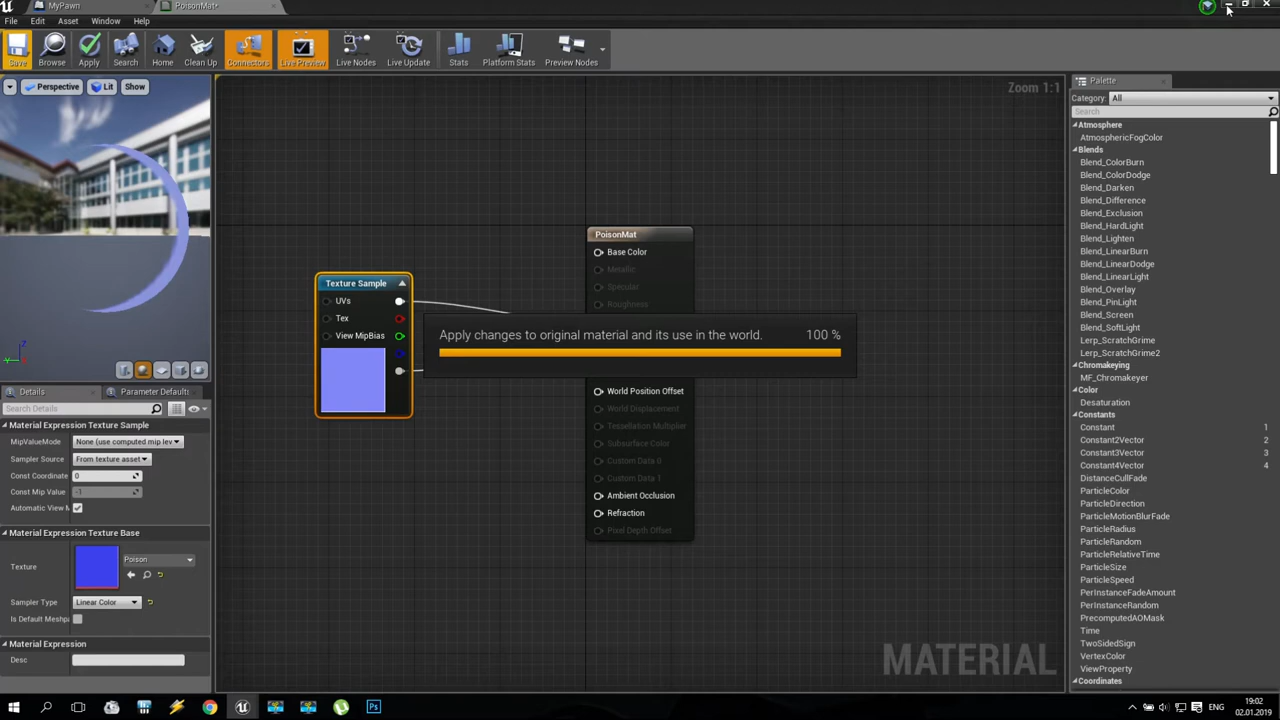 MyPawn
PoisonMat*
File Edit Asset Window Help
Save Browse Apply Search Home Clean Up Connectors Live Preview Live Nodes Live Update Stats Platform Stats Preview Nodes
Perspective Lit Show
Zoom 1:1
Texture Sample
UVs
Tex
View MipBias
PoisonMat
Base Color
Metallic
Specular
Roughness
Apply changes to original material and its use in the world. 100 %
World Position Offset
World Displacement
Tessellation Multiplier
Subsurface Color
Custom Data 0
Custom Data 1
Ambient Occlusion
Refraction
Pixel Depth Offset
MATERIAL
Details
Parameter Default
Search Details
Material Expression Texture Sample
MipValueMode None (use computed mip lev
Sampler Source From texture asset
Const Coordinate 0
Const Mip Value -1
Automatic View M
Material Expression Texture Base
Texture
Poison
Sampler Type Linear Color
Is Default Meshpa
Material Expression
Desc
Palette
Category: All
Search
Atmosphere
AtmosphericFogColor
Blends
Blend_ColorBurn
Blend_ColorDodge
Blend_Darken
Blend_Difference
Blend_Exclusion
Blend_HardLight
Blend_Lighten
Blend_LinearBurn
Blend_LinearDodge
Blend_LinearLight
Blend_Overlay
Blend_PinLight
Blend_Screen
Blend_SoftLight
Lerp_ScratchGrime
Lerp_ScratchGrime2
Chromakeying
MF_Chromakeyer
Color
Desaturation
Constants
Constant 1
Constant2Vector 2
Constant3Vector 3
Constant4Vector 4
DistanceCullFade
ParticleColor
ParticleDirection
ParticleMotionBlurFade
ParticleRadius
ParticleRandom
ParticleRelativeTime
ParticleSize
ParticleSpeed
PerInstanceFadeAmount
PerInstanceRandom
PrecomputedAOMask
Time
TwoSidedSign
VertexColor
ViewProperty
Coordinates
Ps
ENG
19:02
02.01.2019